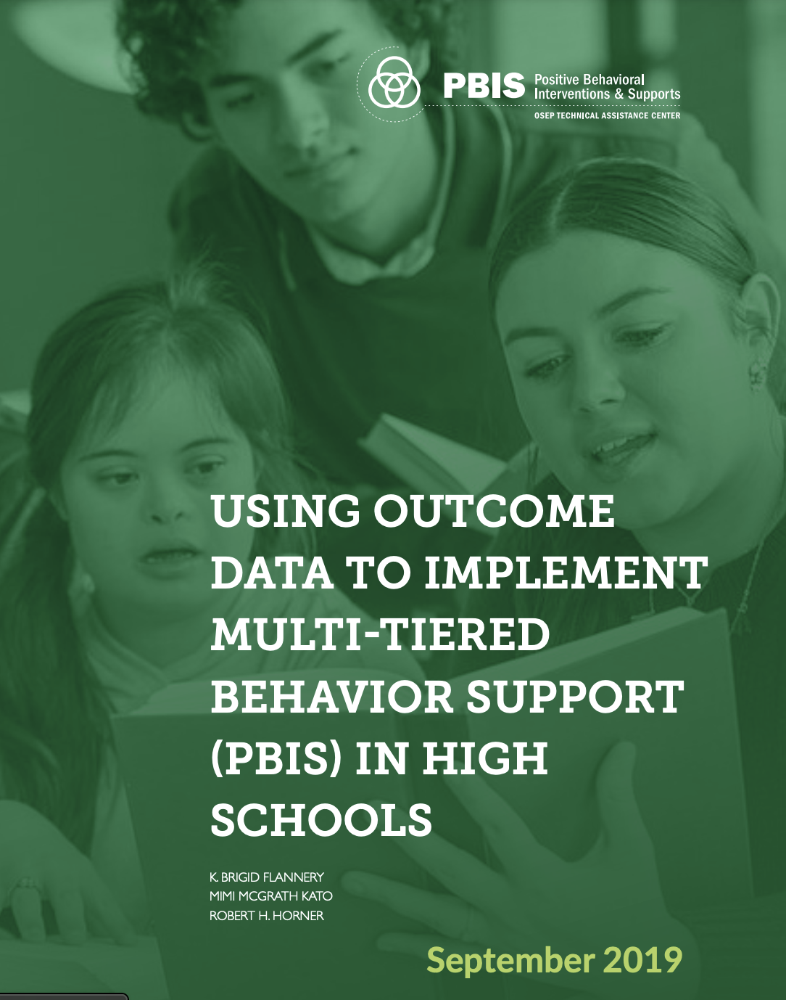 PBIS
Positive Behavioral
Interventions & Supports
OSEP TECHNICAL ASSISTANCE CENTER
USING OUTCOME
DATA TO IMPLEMENT
MULTI-TIERED
BEHAVIOR SUPPORT
(PBIS) IN HIGH
SCHOOLS
K. BRIGID FLANNERY
MIMI MCGRATH KATO
ROBERT H. HORNER
September 2019